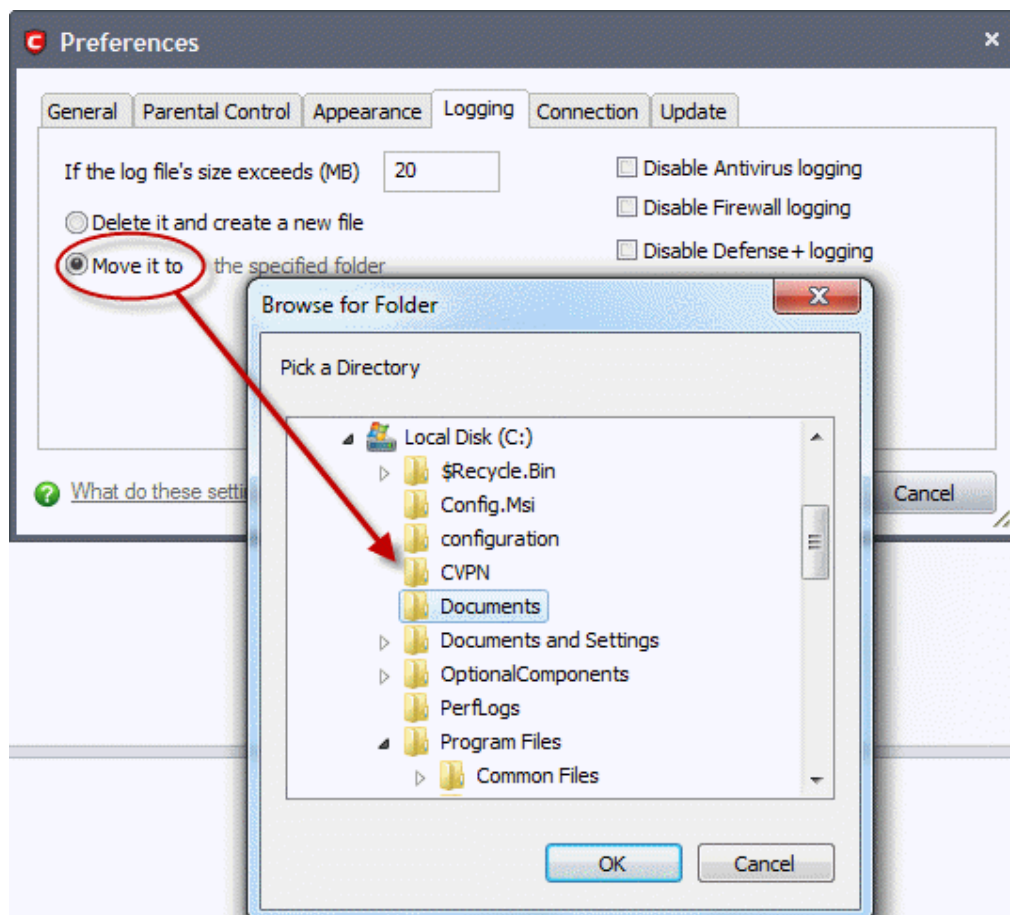 Preferences
General Parental Control Appearance Logging Connection Update
If the log file's size exceeds (MB) 20
Disable Antivirus logging
Delete it and create a new file
Disable Firewall logging
Move it to the specified folder
Disable Defense+ logging
What do these
Cancel
Browse for Folder
Pick a Directory
Local Disk (C:)
$Recycle.Bin
Config.Msi
configuration
CVPN
Documents
Documents and Settings
OptionalComponents
PerfLogs
Program Files
Common Files
OK Cancel